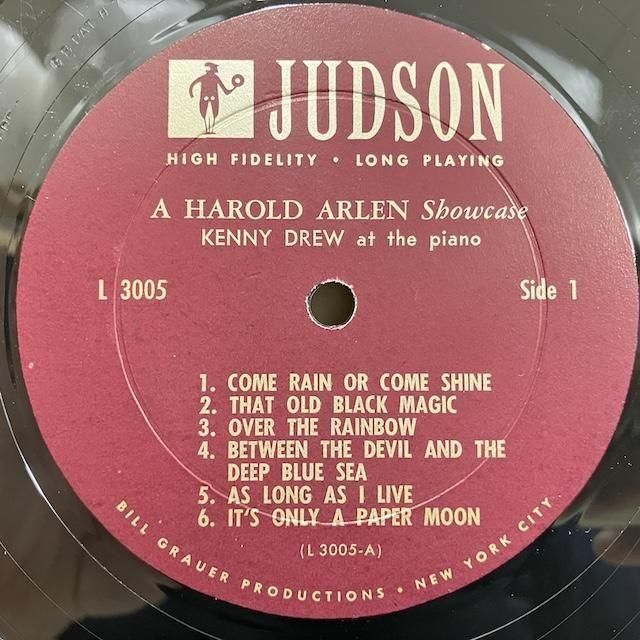 JUDSON
HIGH FIDELITY • LONG PLAYING
A HAROLD ARLEN Showcase
KENNY DREW at the piano
L 3005
Side 1
1. COME RAIN OR COME SHINE
2. THAT OLD BLACK MAGIC
3. OVER THE RAINBOW
4. BETWEEN THE DEVIL AND THE
DEEP BLUE SEA
5. AS LONG AS I LIVE
6. IT'S ONLY A PAPER MOON
(L 3005-A)
BILL GRAUER PRODUCTIONS • NEW YORK CITY